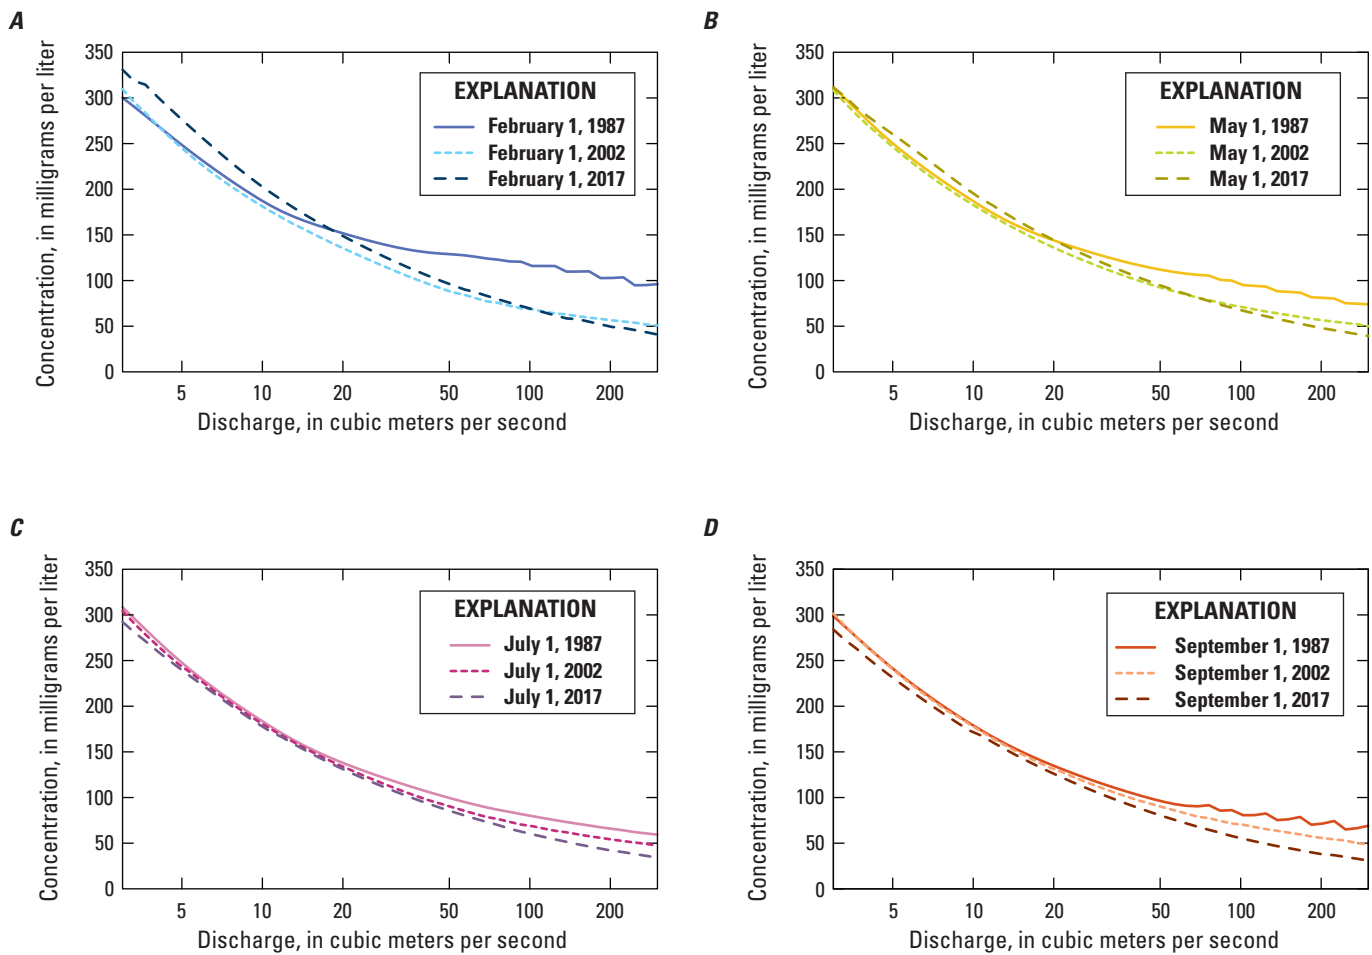 A
Concentration, in milligrams per liter
350
300
250
200
150
100
50
0
EXPLANATION
February 1, 1987
February 1, 2002
February 1, 2017
5 10 20 50 100 200
Discharge, in cubic meters per second
B
Concentration, in milligrams per liter
350
300
250
200
150
100
50
0
EXPLANATION
May 1, 1987
May 1, 2002
May 1, 2017
5 10 20 50 100 200
Discharge, in cubic meters per second
C
Concentration, in milligrams per liter
350
300
250
200
150
100
50
0
EXPLANATION
July 1, 1987
July 1, 2002
July 1, 2017
5 10 20 50 100 200
Discharge, in cubic meters per second
D
Concentration, in milligrams per liter
350
300
250
200
150
100
50
0
EXPLANATION
September 1, 1987
September 1, 2002
September 1, 2017
5 10 20 50 100 200
Discharge, in cubic meters per second